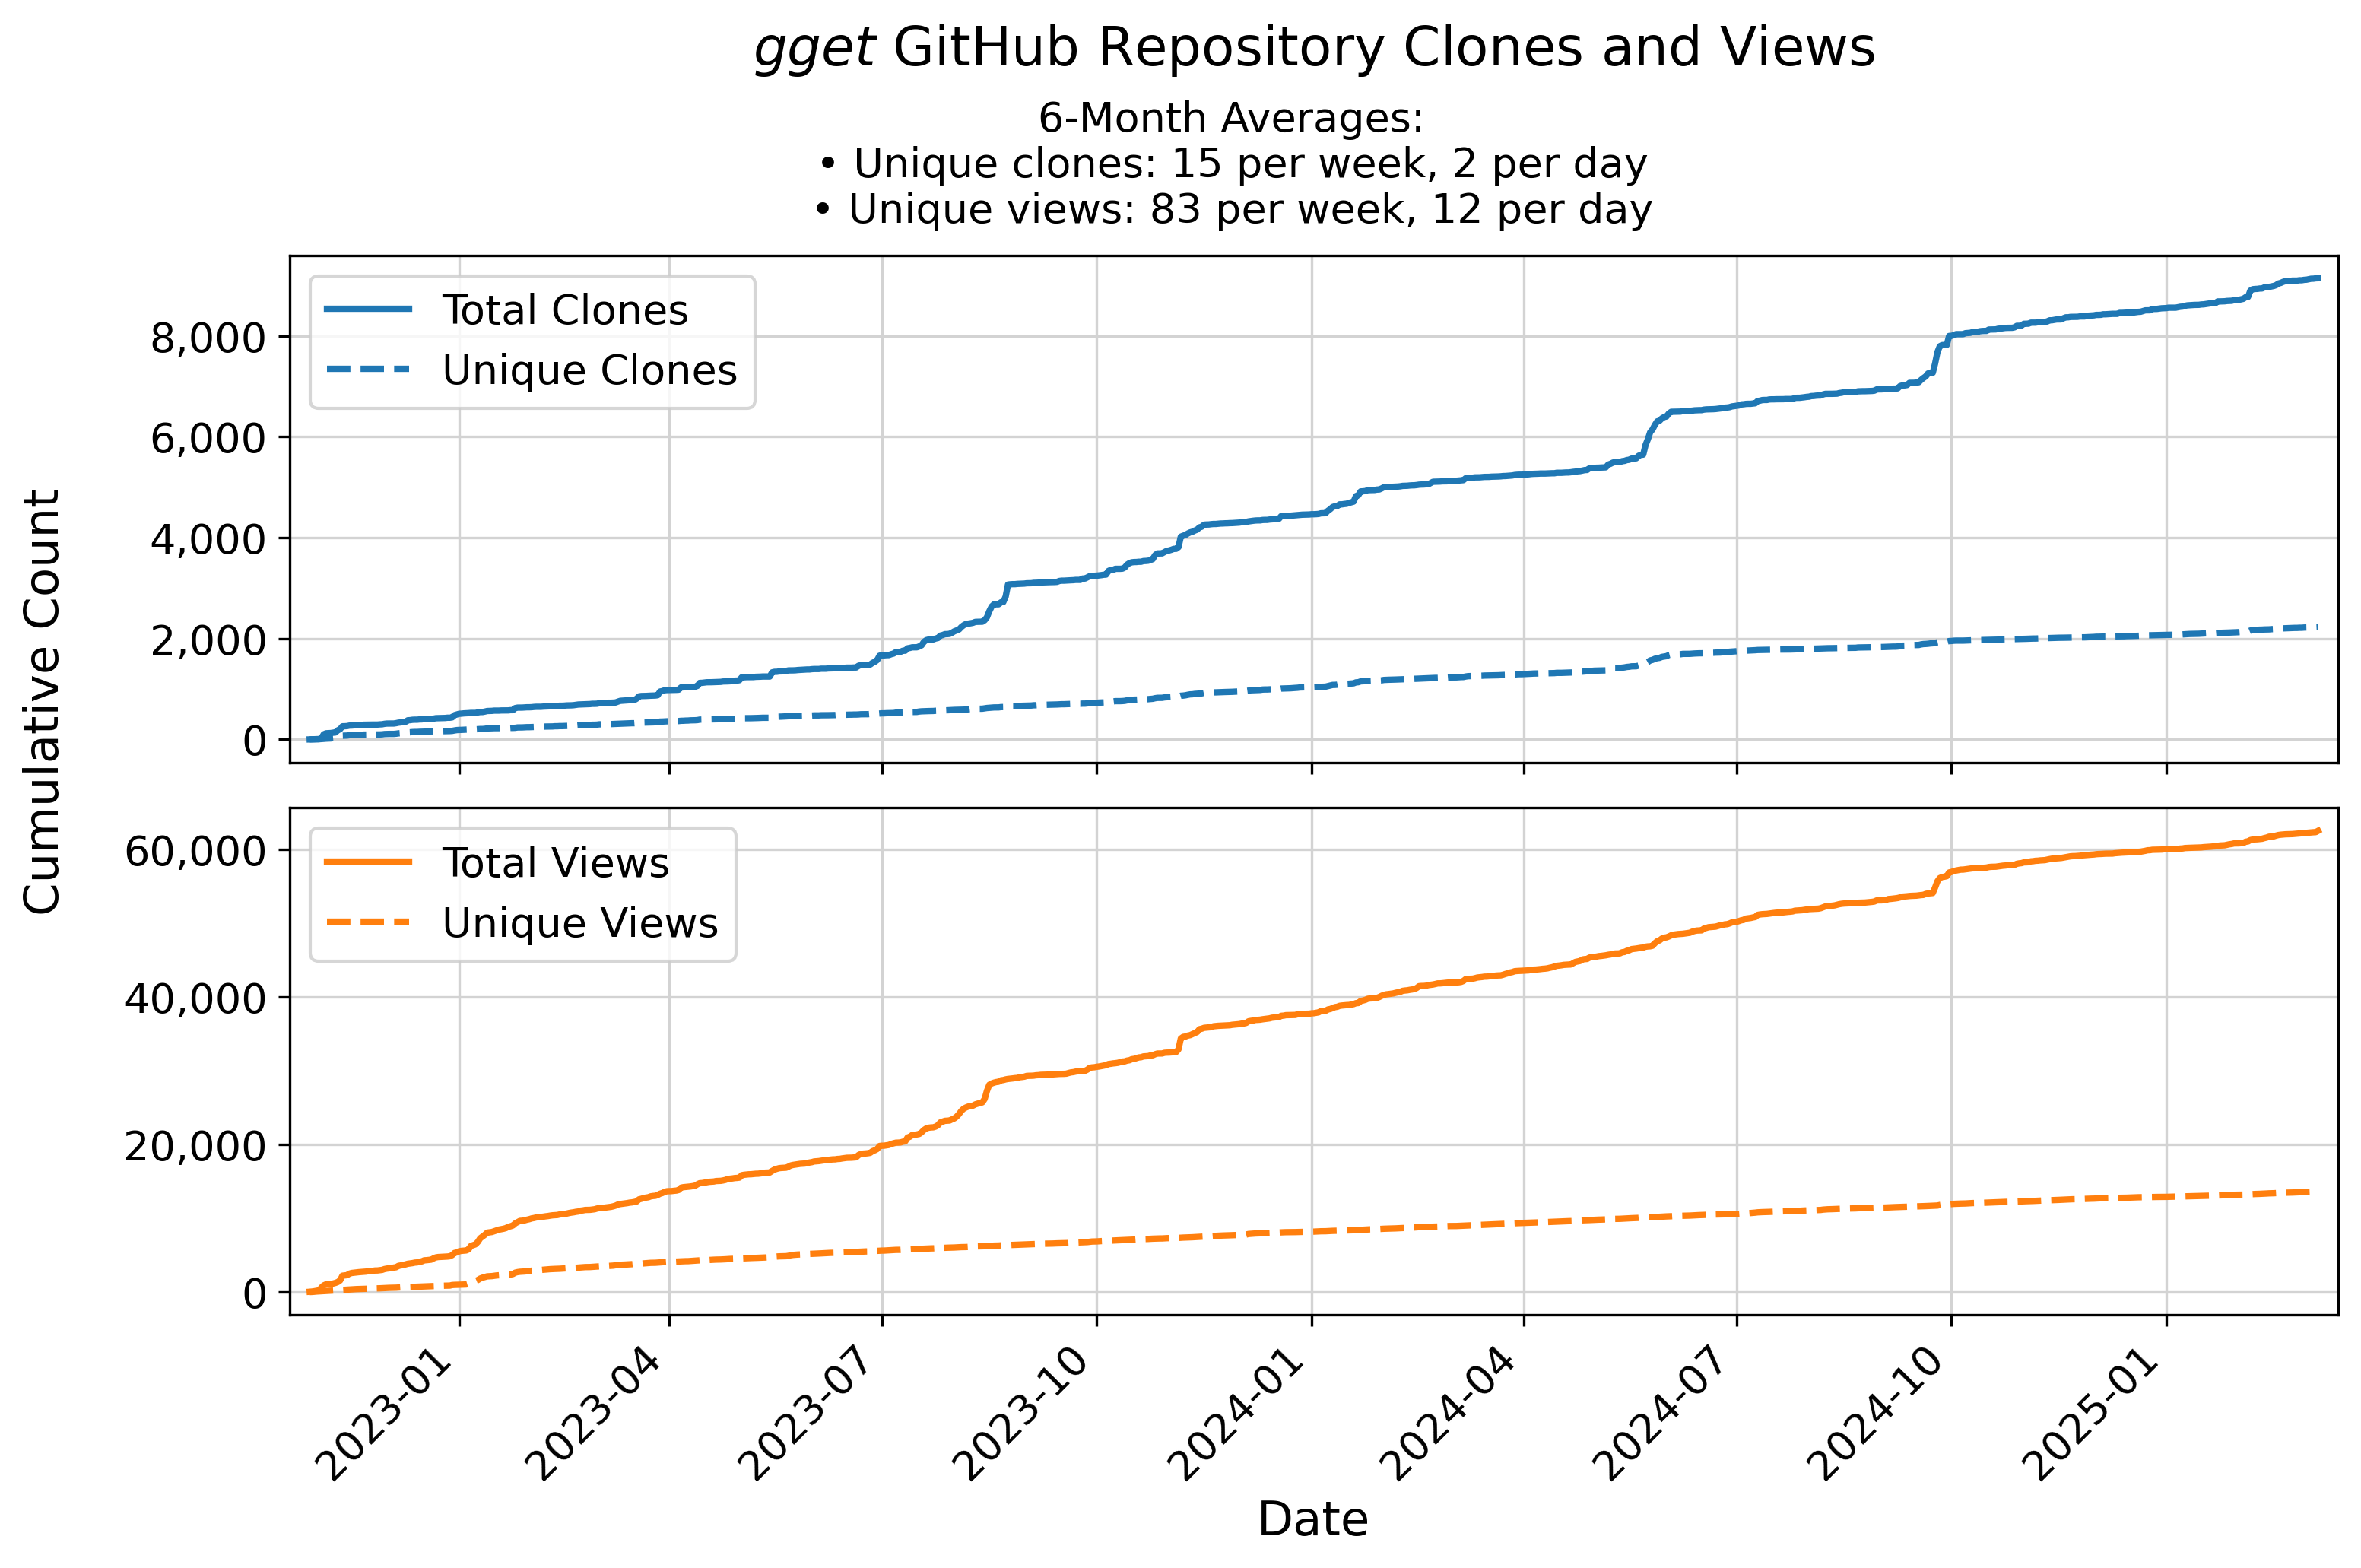 gget GitHub Repository Clones and Views
6-Month Averages:
• Unique clones: 15 per week, 2 per day
• Unique views: 83 per week, 12 per day
Cumulative Count
Total Clones
Unique Clones
8,000
6,000
4,000
2,000
0
Total Views
Unique Views
60,000
40,000
20,000
0
2023-01
2023-04
2023-07
2023-10
2024-01
2024-04
2024-07
2024-10
2025-01
Date